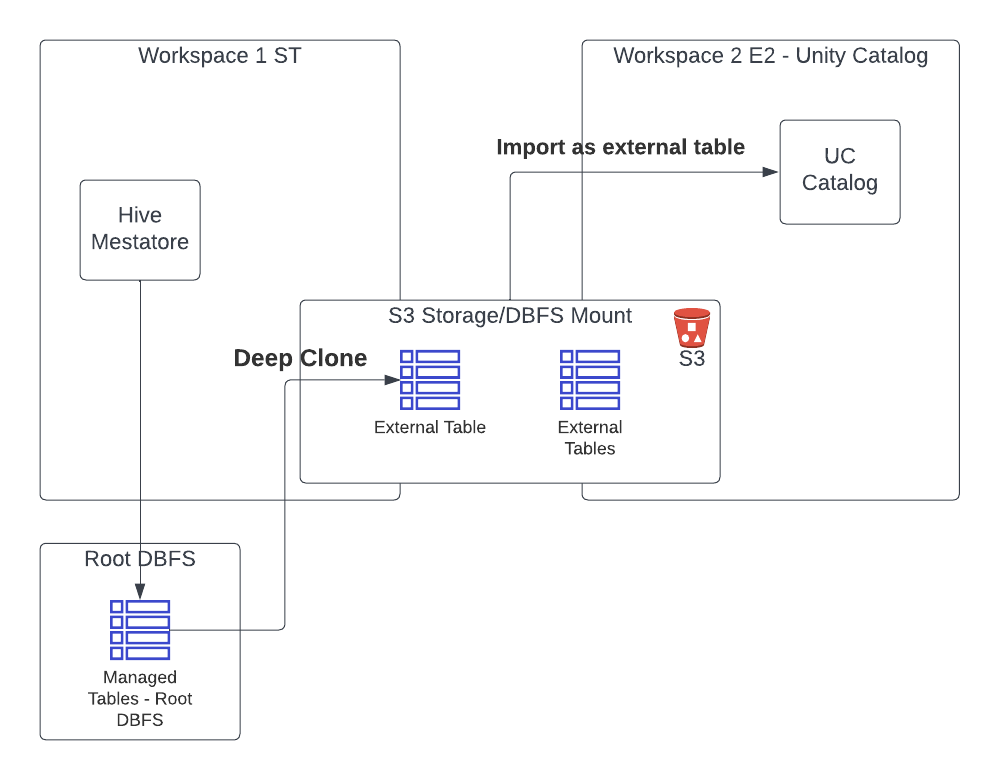 Workspace 1 ST
Workspace 2 E2 - Unity Catalog
Import as external table
UC
Catalog
Hive
Mestatore
S3 Storage/DBFS Mount
S3
Deep Clone
External Table
External
Tables
Root DBFS
Managed
Tables - Root
DBFS